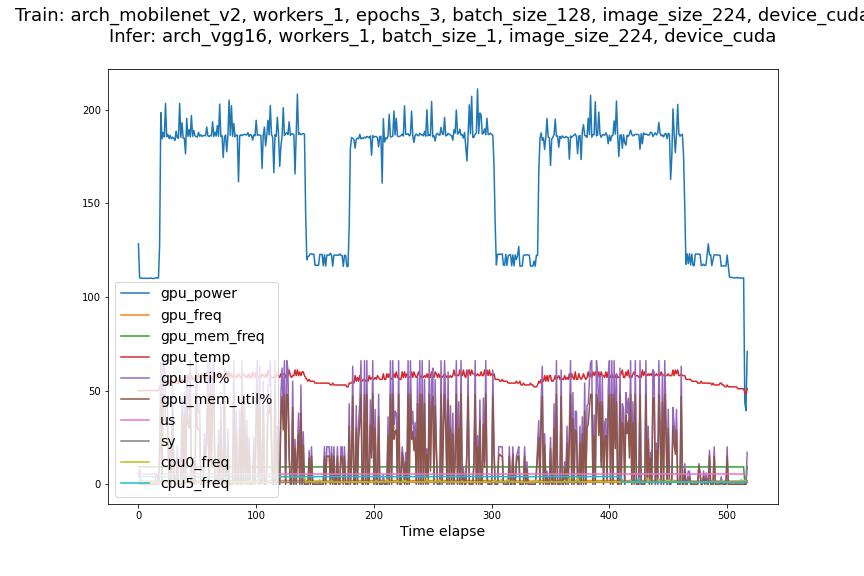 Train: arch_mobilenet_v2, workers_1, epochs_3, batch_size_128, image_size_224, device_cuda
Infer: arch_vgg16, workers_1, batch_size_1, image_size_224, device_cuda
200
150
100
50
0
gpu_power
gpu_freq
gpu_mem_freq
gpu_temp
gpu_util%
gpu_mem_util%
us
sy
cpu0_freq
cpu5_freq
0 100 200 300 400 500
Time elapse